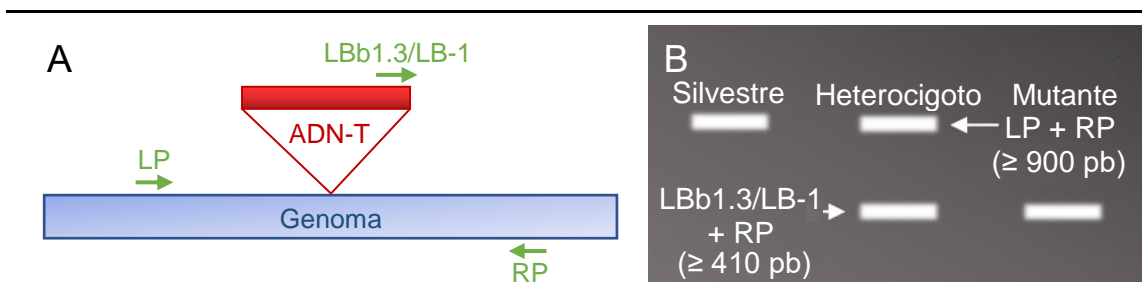 A
LBb1.3/LB-1
ADN-T
LP
Genoma
RP
B
Silvestre Heterocigoto Mutante
LP + RP
(≥ 900 pb)
LBb1.3/LB-1
+ RP
(≥ 410 pb)